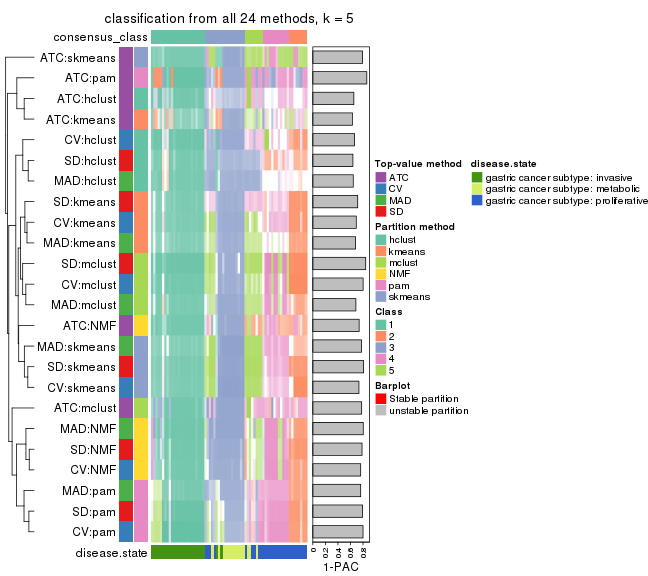 classification from all 24 methods, k = 5
consensus_class
ATC:skmeans
ATC:pam
ATC:hclust
ATC:kmeans
CV:hclust
SD:hclust
MAD:hclust
SD:kmeans
CV:kmeans
MAD:kmeans
SD:mclust
CV:mclust
MAD:mclust
ATC:NMF
MAD:skmeans
SD:skmeans
CV:skmeans
ATC:mclust
MAD:NMF
SD:NMF
CV:NMF
MAD:pam
SD:pam
CV:pam
disease.state
0
0.2
0.4
0.6
0.8
1-PAC
Top-value method
ATC
CV
MAD
SD
Partition method
hclust
kmeans
mclust
NMF
pam
skmeans
Class
1
2
3
4
5
Barplot
Stable partition
unstable partition
disease.state
gastric cancer subtype: invasive
gastric cancer subtype: metabolic
gastric cancer subtype: proliferative